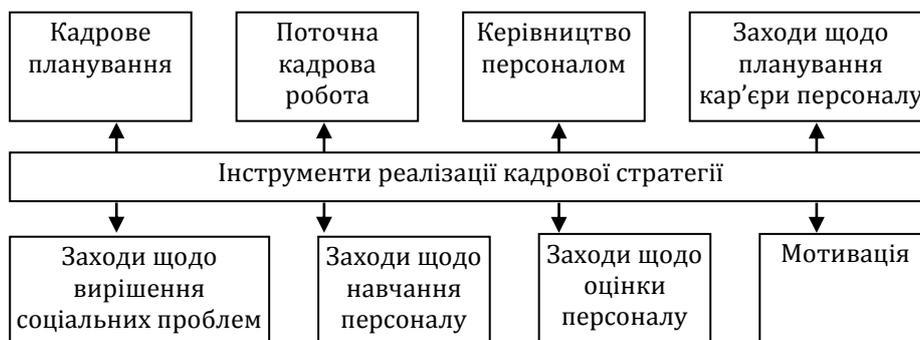 Кадрове
планування
Поточна
кадрова
робота
Керівництво
персоналом
Заходи щодо
планування
кар’єри персоналу
Інструменти реалізації кадрової стратегії
Заходи щодо
вирішення
соціальних проблем
Заходи щодо
навчання
персоналу
Заходи щодо
оцінки
персоналу
Мотивація